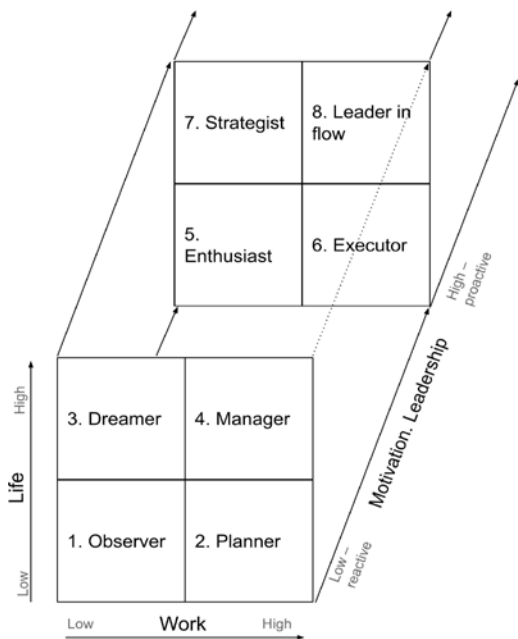 7. Strategist
8. Leader in
flow
5.
Enthusiast
6. Executor
High –
proactive
3. Dreamer
4. Manager
1. Observer
2. Planner
High
Life
Low
Low
Work
High
Motivation. Leadership
Low –
reactive